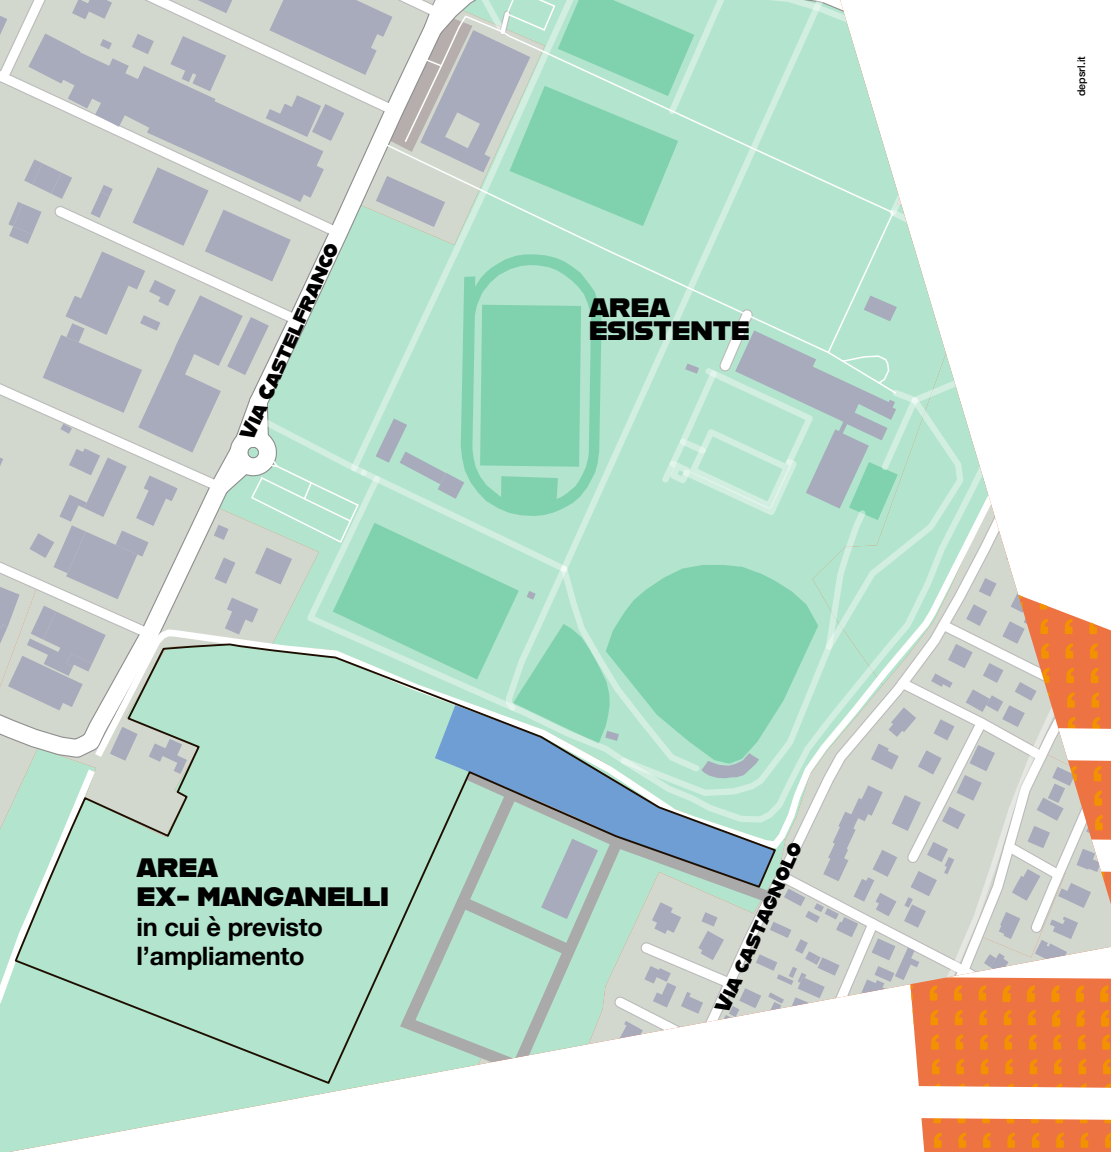 depsrl.it
VIA CASTELFRANCO
AREA
ESISTENTE
AREA
EX- MANGANELLI
in cui è previsto
l’ampliamento
VIA CASTAGNOLO